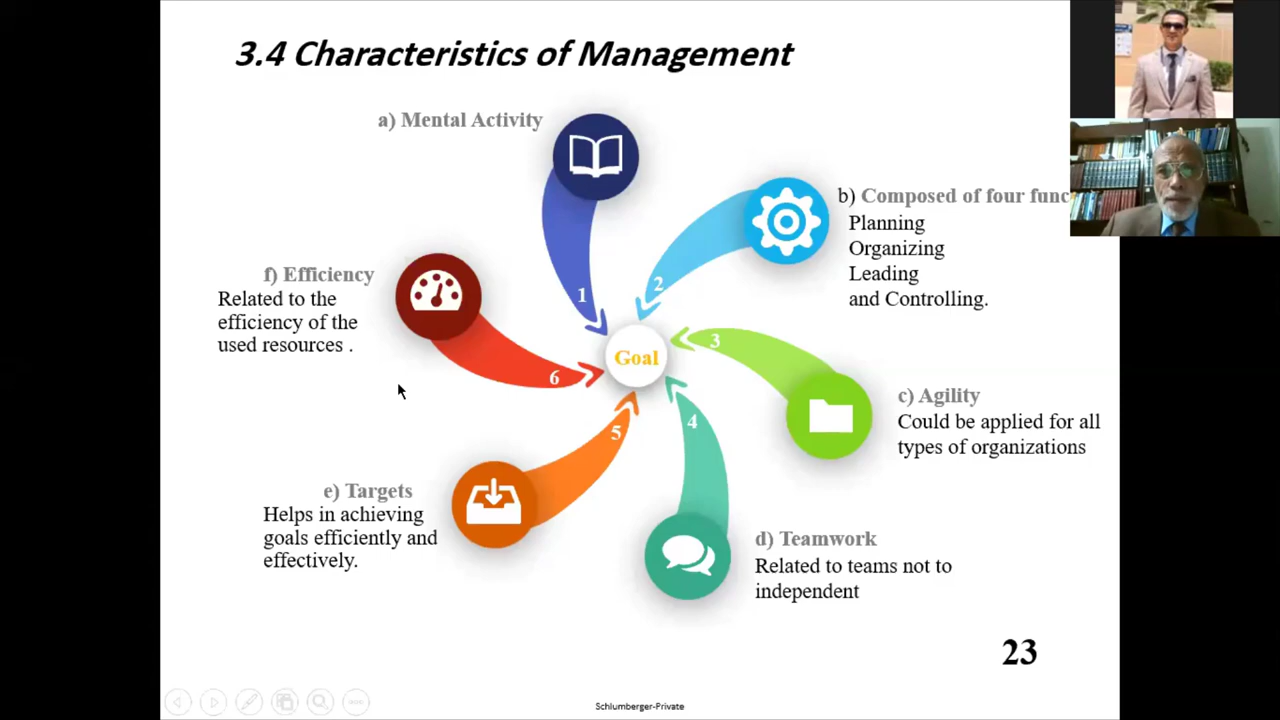 3.4 Characteristics of Management
a) Mental Activity
1
b) Composed of four func
Planning
Organizing
Leading
and Controlling.
2
c) Agility
Could be applied for all
types of organizations
3
d) Teamwork
Related to teams not to
independent
4
e) Targets
Helps in achieving
goals efficiently and
effectively.
5
f) Efficiency
Related to the
efficiency of the
used resources .
6
Goal
23
Schlumberger-Private